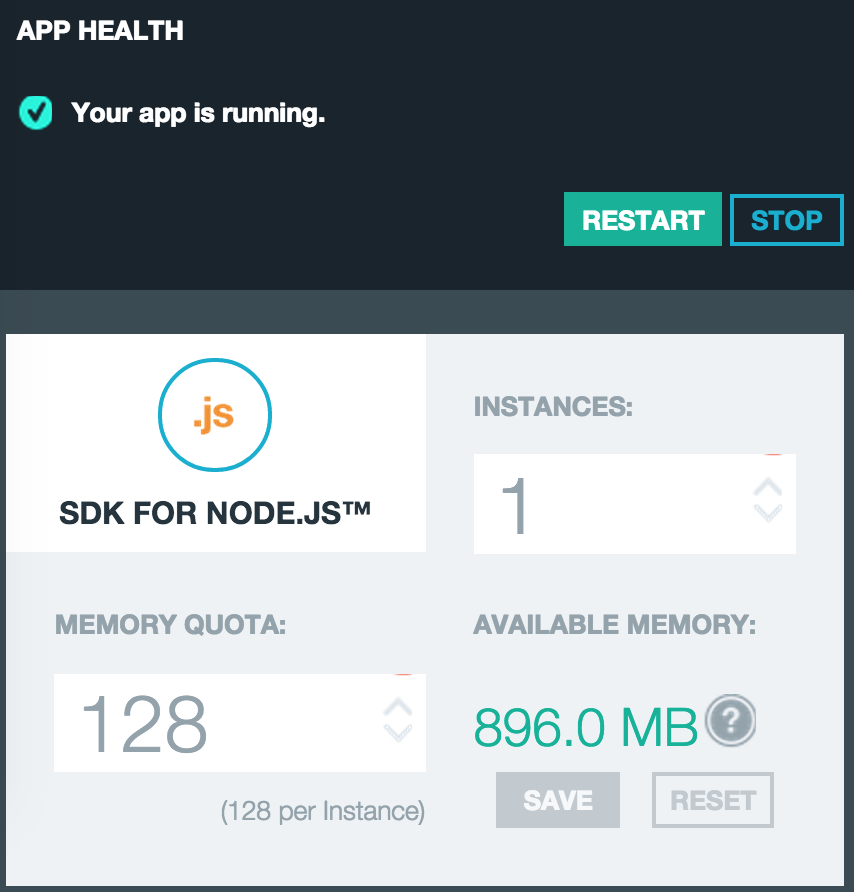 APP HEALTH
Your app is running.
RESTART
STOP
.js
SDK FOR NODE.JS™
INSTANCES:
1
MEMORY QUOTA:
128
(128 per Instance)
AVAILABLE MEMORY:
896.0 MB ?
SAVE
RESET